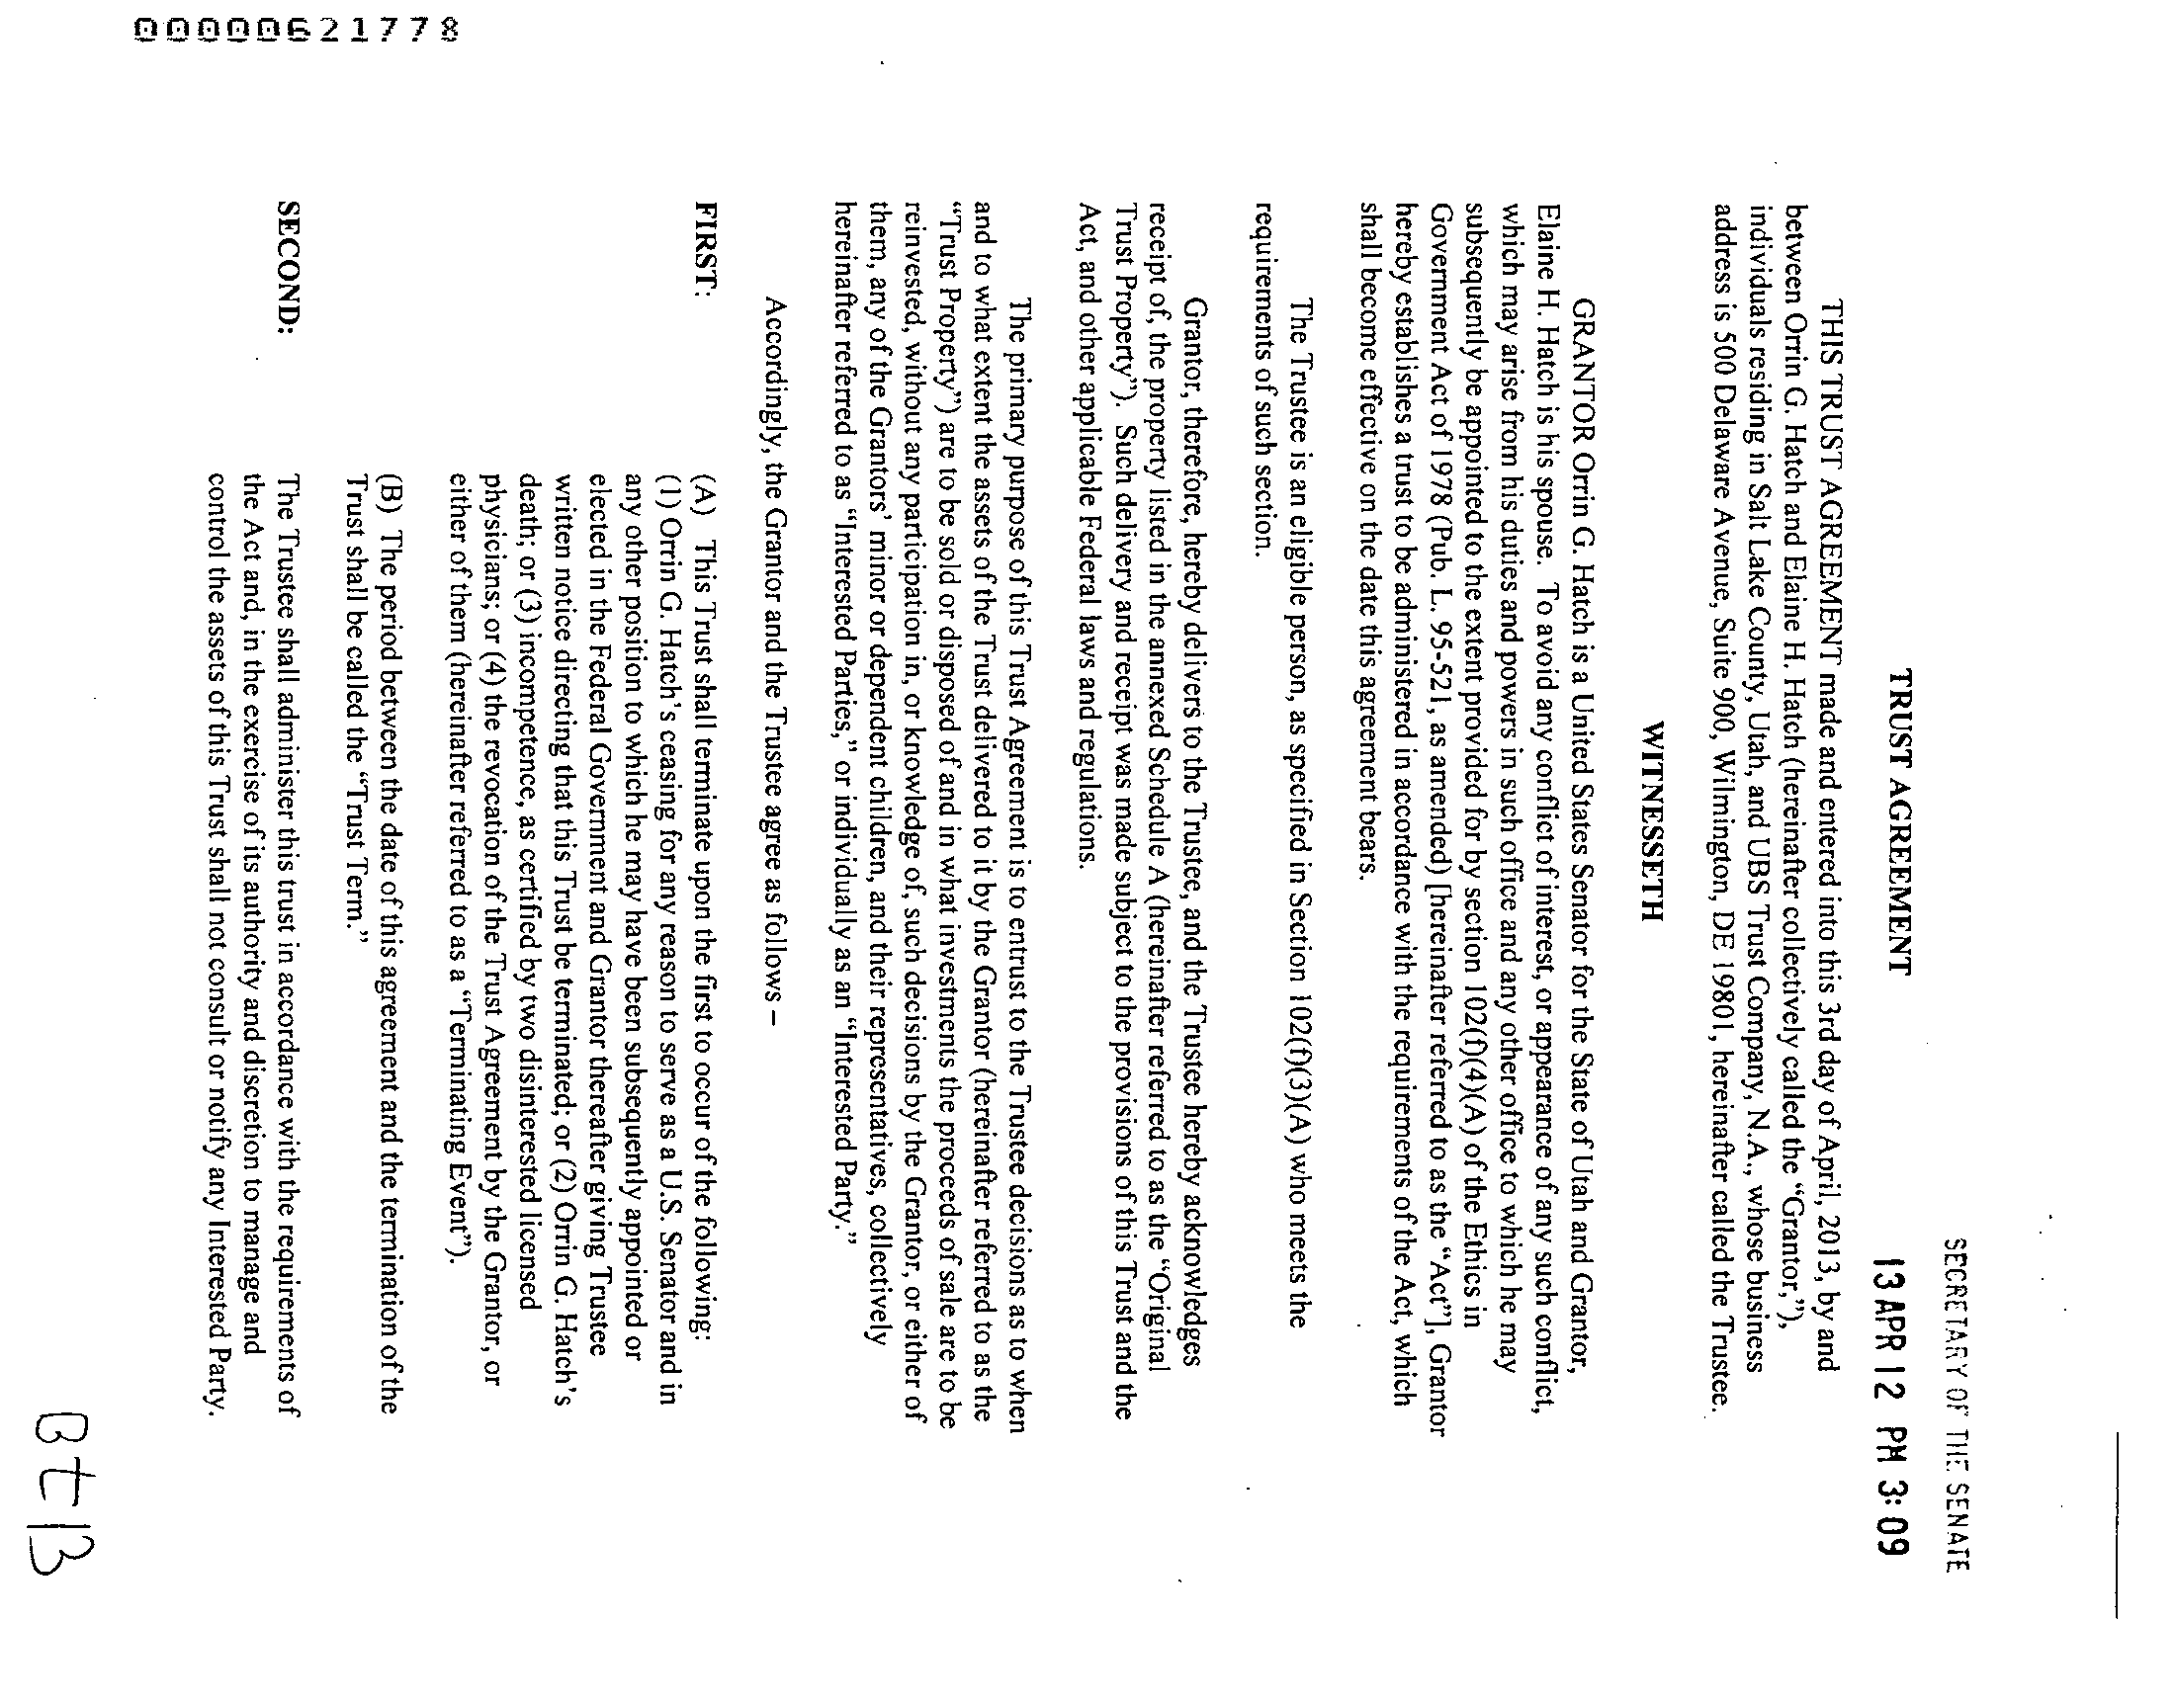 SECRETARY OF THE SENATE
13 APR 12 PM 3:09
TRUST AGREEMENT
THIS TRUST AGREEMENT made and entered into this 3rd day of April, 2013, by and
between Orrin G. Hatch and Elaine H. Hatch (hereinafter collectively called the “Grantor,”),
individuals residing in Salt Lake County, Utah, and UBS Trust Company, N.A., whose business
address is 500 Delaware Avenue, Suite 900, Wilmington, DE 19801, hereinafter called the Trustee.
WITNESSETH
GRANTOR Orrin G. Hatch is a United States Senator for the State of Utah and Grantor,
Elaine H. Hatch is his spouse. To avoid any conflict of interest, or appearance of any such conflict,
which may arise from his duties and powers in such office and any other office to which he may
subsequently be appointed to the extent provided for by section 102(f)(4)(A) of the Ethics in
Government Act of 1978 (Pub. L. 95-521, as amended) [hereinafter referred to as the “Act”], Grantor
hereby establishes a trust to be administered in accordance with the requirements of the Act, which
shall become effective on the date this agreement bears.
The Trustee is an eligible person, as specified in Section 102(f)(3)(A) who meets the
requirements of such section.
Grantor, therefore, hereby delivers to the Trustee, and the Trustee hereby acknowledges
receipt of, the property listed in the annexed Schedule A (hereinafter referred to as the “Original
Trust Property”). Such delivery and receipt was made subject to the provisions of this Trust and the
Act, and other applicable Federal laws and regulations.
The primary purpose of this Trust Agreement is to entrust to the Trustee decisions as to when
and to what extent the assets of the Trust delivered to it by the Grantor (hereinafter referred to as the
“Trust Property”) are to be sold or disposed of and in what investments the proceeds of sale are to be
reinvested, without any participation in, or knowledge of, such decisions by the Grantor, or either of
them, any of the Grantors’ minor or dependent children, and their representatives, collectively
hereinafter referred to as “Interested Parties,” or individually as an “Interested Party.”
Accordingly, the Grantor and the Trustee agree as follows –
FIRST: (A) This Trust shall terminate upon the first to occur of the following:
(1) Orrin G. Hatch’s ceasing for any reason to serve as a U.S. Senator and in
any other position to which he may have been subsequently appointed or
elected in the Federal Government and Grantor thereafter giving Trustee
written notice directing that this Trust be terminated; or (2) Orrin G. Hatch’s
death; or (3) incompetence, as certified by two disinterested licensed
physicians; or (4) the revocation of the Trust Agreement by the Grantor, or
either of them (hereinafter referred to as a “Terminating Event”).
(B) The period between the date of this agreement and the termination of the
Trust shall be called the “Trust Term.”
SECOND: The Trustee shall administer this trust in accordance with the requirements of
the Act and, in the exercise of its authority and discretion to manage and
control the assets of this Trust shall not consult or notify any Interested Party.
00000621778